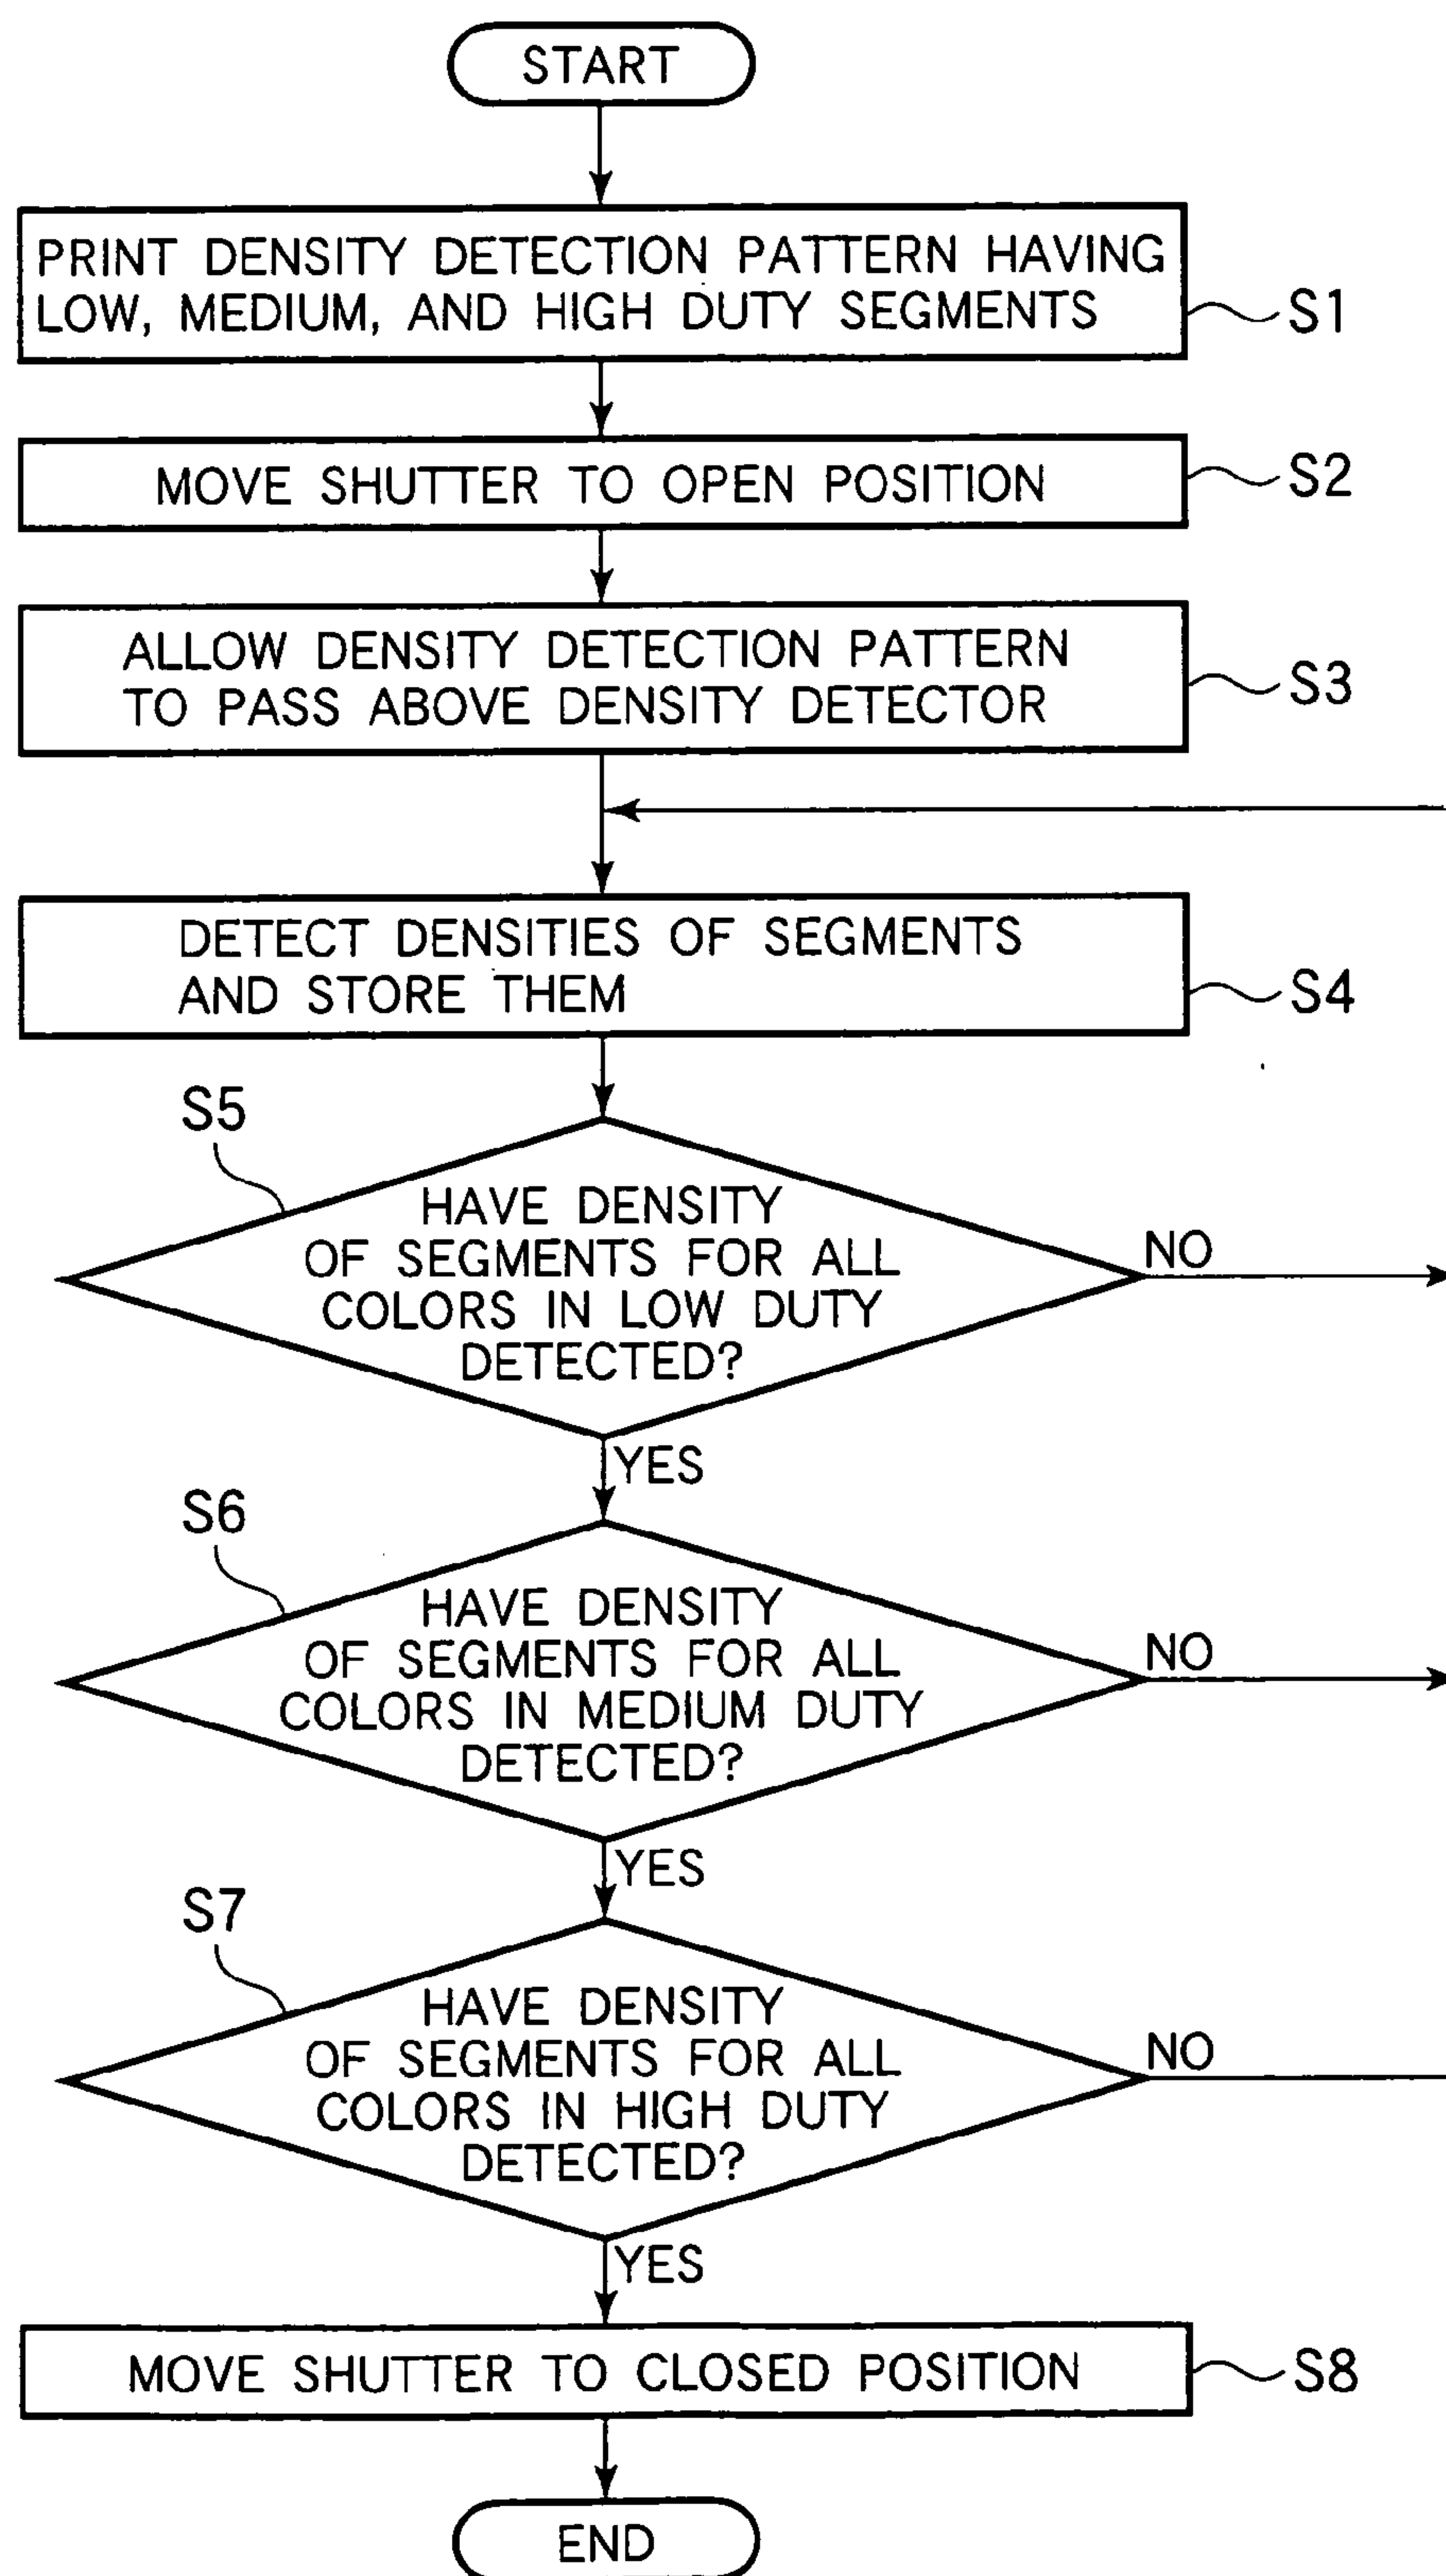 START
PRINT DENSITY DETECTION PATTERN HAVING
LOW, MEDIUM, AND HIGH DUTY SEGMENTS
S1
MOVE SHUTTER TO OPEN POSITION
S2
ALLOW DENSITY DETECTION PATTERN
TO PASS ABOVE DENSITY DETECTOR
S3
DETECT DENSITIES OF SEGMENTS
AND STORE THEM
S4
S5
HAVE DENSITY
OF SEGMENTS FOR ALL
COLORS IN LOW DUTY
DETECTED?
NO
YES
S6
HAVE DENSITY
OF SEGMENTS FOR ALL
COLORS IN MEDIUM DUTY
DETECTED?
NO
YES
S7
HAVE DENSITY
OF SEGMENTS FOR ALL
COLORS IN HIGH DUTY
DETECTED?
NO
YES
MOVE SHUTTER TO CLOSED POSITION
S8
END